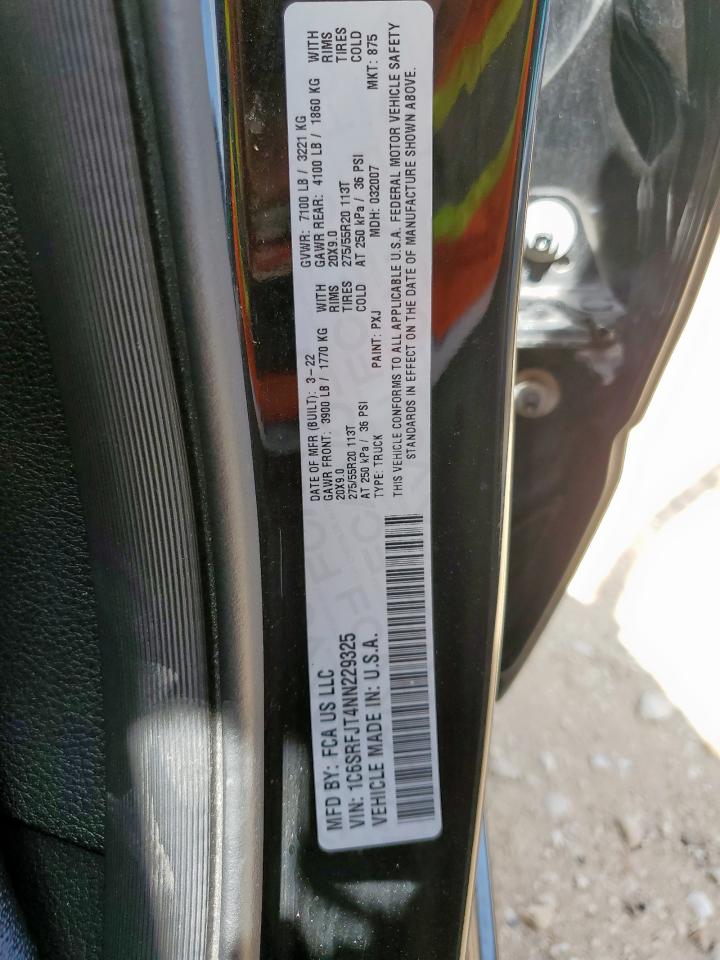 MFD BY: FCA US LLC
VIN: 1C6SRFJT4NN229325
VEHICLE MADE IN: U.S.A.
DATE OF MFR (BUILT): 3-22 GVWR: 7100 LB / 3221 KG
GAWR FRONT: 3900 LB / 1770 KG WITH GAWR REAR: 4100 LB / 1860 KG WITH
20X9.0 RIMS 20X9.0 RIMS
275/55R20 113T TIRES 275/55R20 113T TIRES
AT 250 kPa / 36 PSI COLD AT 250 kPa / 36 PSI COLD
TYPE: TRUCK PAINT: PXJ MDH: 032007 MKT: 875
THIS VEHICLE CONFORMS TO ALL APPLICABLE U.S.A. FEDERAL MOTOR VEHICLE SAFETY
STANDARDS IN EFFECT ON THE DATE OF MANUFACTURE SHOWN ABOVE.